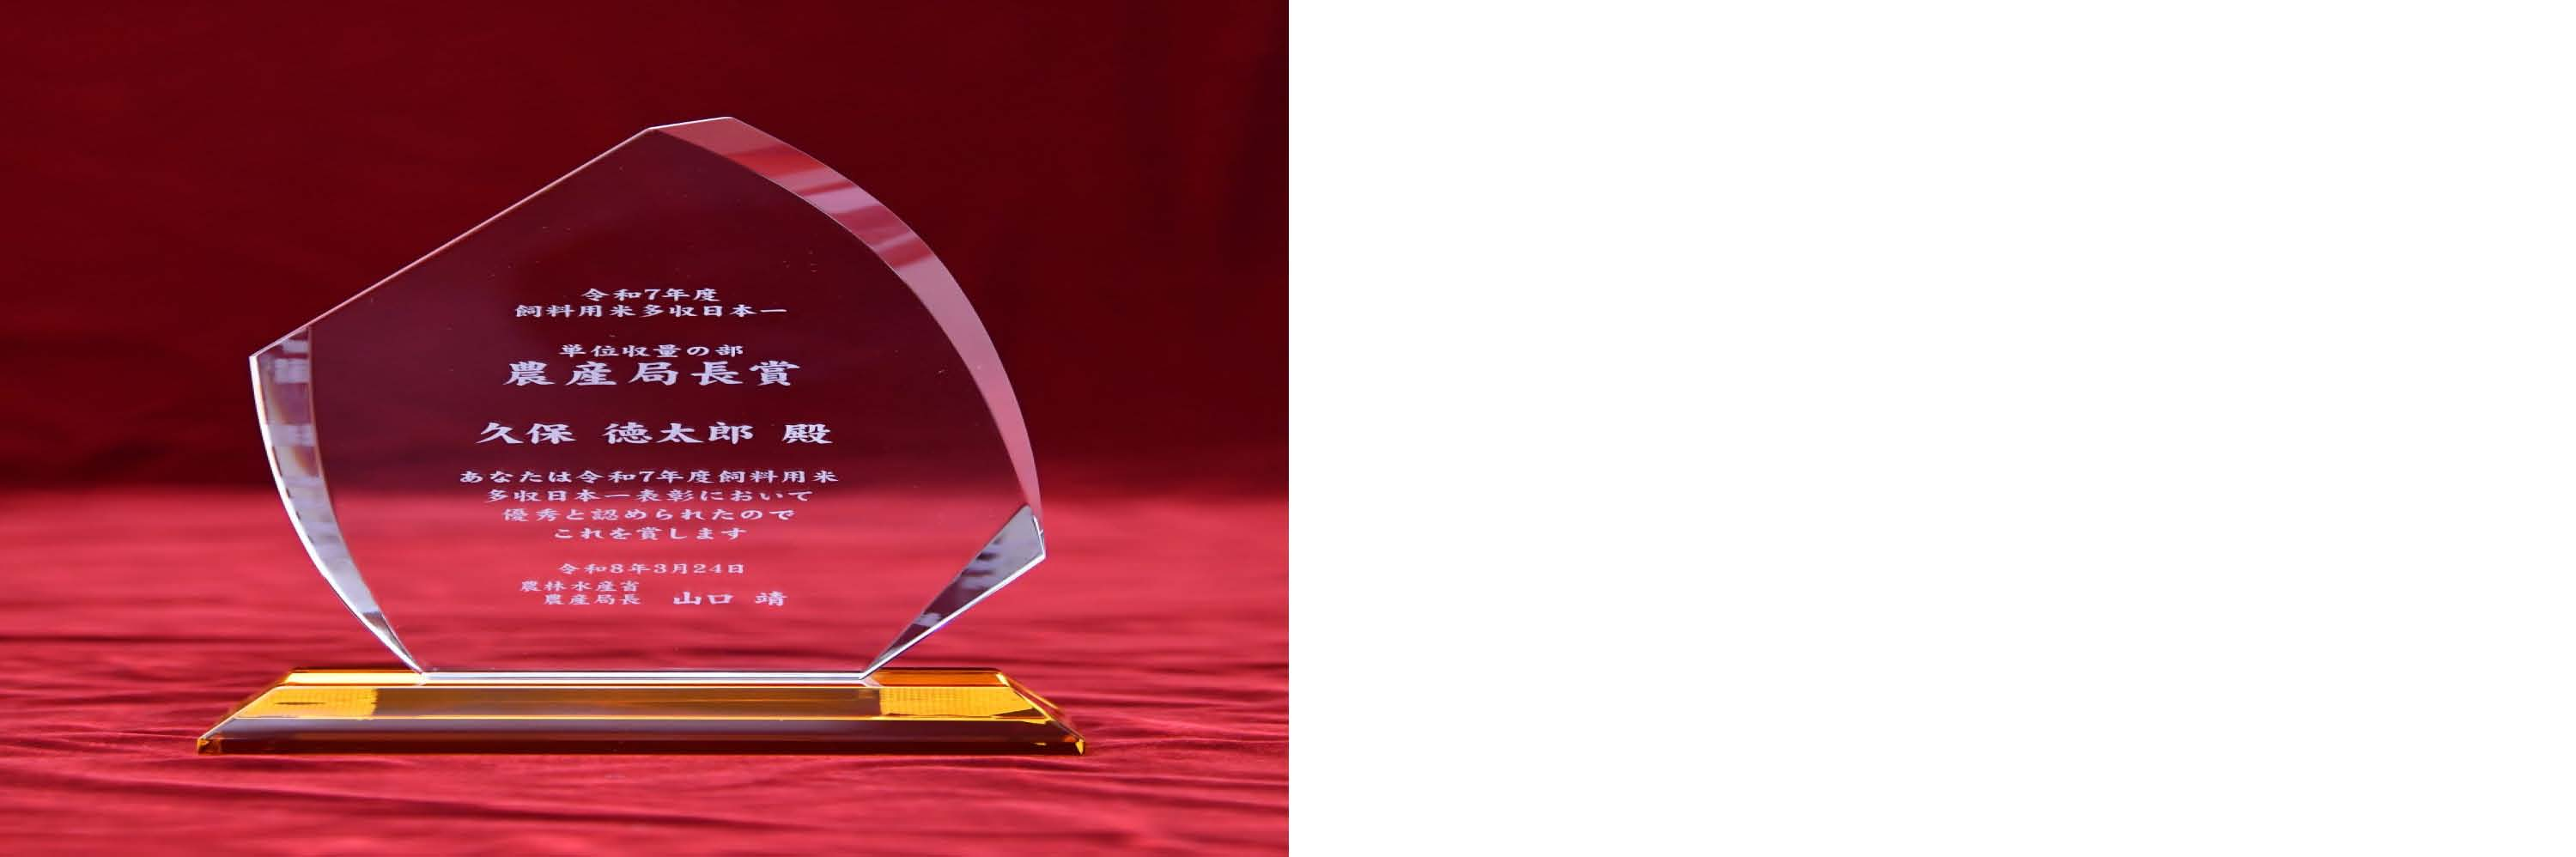 令和7年度
飼料用米多収日本一
単位収量の部
農産局長賞
久保 徳太郎 殿
あなたは令和7年度飼料用米
多収日本一表彰において
優秀と認められたので
これを賞します
令和8年3月24日
農林水産省
農産局長 山口 靖